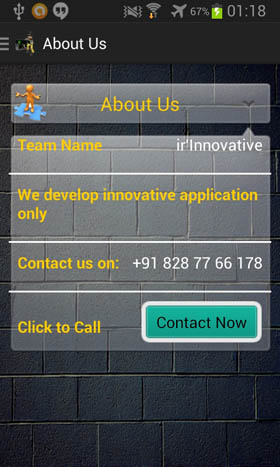 67% 01:18
About Us
About Us
Team Name ir'Innovative
We develop innovative application
only
Contact us on: +91 828 77 66 178
Click to Call Contact Now